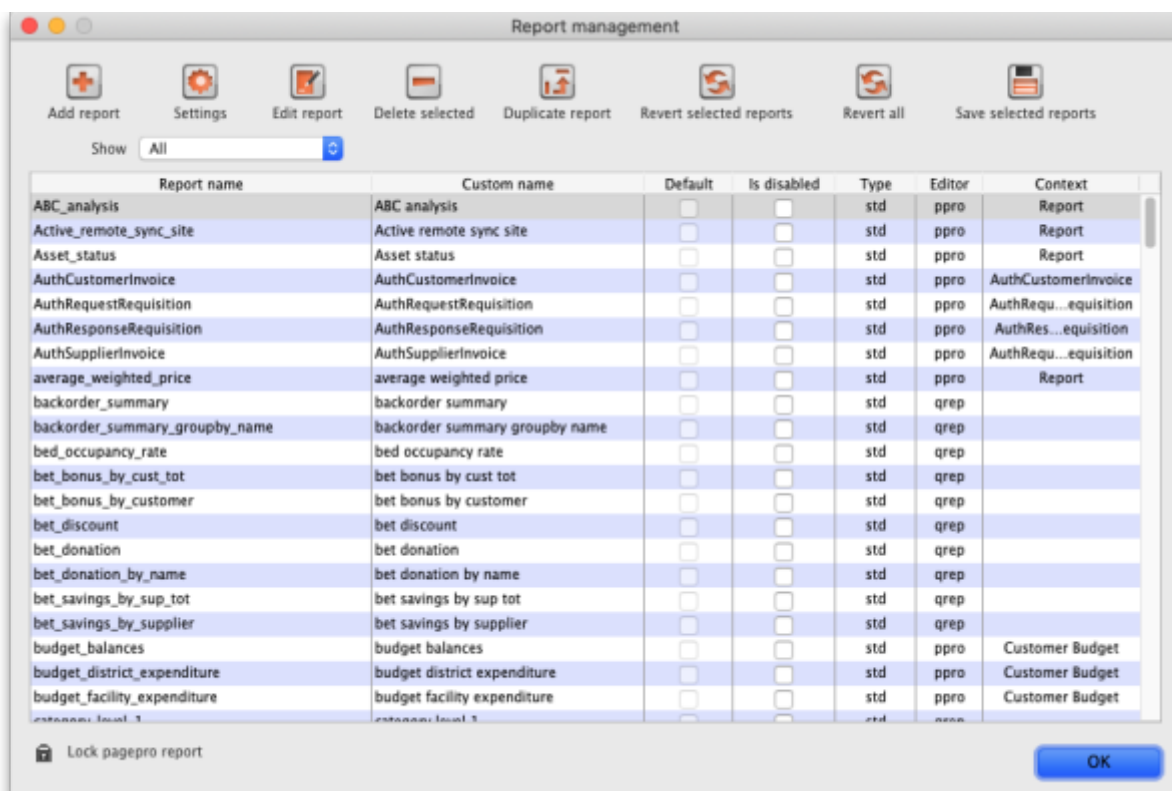 Report management
Add report Settings Edit report Delete selected Duplicate report Revert selected reports Revert all Save selected reports
Show All
Report name Custom name Default Is disabled Type Editor Context
ABC_analysis ABC analysis std ppro Report
Active_remote_sync_site Active remote sync site std ppro Report
Asset_status Asset status std ppro Report
AuthCustomerInvoice AuthCustomerInvoice std ppro AuthCustomerInvoice
AuthRequestRequisition AuthRequestRequisition std ppro AuthRequ...equisition
AuthResponseRequisition AuthResponseRequisition std ppro AuthRes...equisition
AuthSupplierInvoice AuthSupplierInvoice std ppro AuthRequ...equisition
average_weighted_price average weighted price std ppro Report
backorder_summary backorder summary std qrep
backorder_summary_groupby_name backorder summary groupby name std qrep
bed_occupancy_rate bed occupancy rate std qrep
bet_bonus_by_cust_tot bet bonus by cust tot std qrep
bet_bonus_by_customer bet bonus by customer std qrep
bet_discount bet discount std qrep
bet_donation bet donation std qrep
bet_donation_by_name bet donation by name std qrep
bet_savings_by_sup_tot bet savings by sup tot std qrep
bet_savings_by_supplier bet savings by supplier std qrep
budget_balances budget balances std ppro Customer Budget
budget_district_expenditure budget district expenditure std ppro Customer Budget
budget_facility_expenditure budget facility expenditure std ppro Customer Budget
category_level_1 category level 1 std qrep
Lock pagepro report
OK